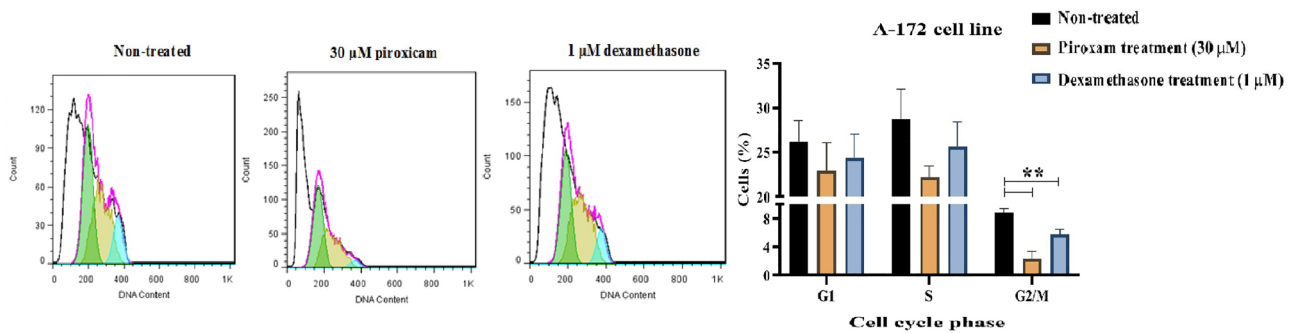 Non-treated
120
90
60
30
0
Count
0 200 400 600 800 1K
DNA Content
30 µM piroxicam
250
200
150
100
50
0
Count
0 200 400 600 800 1K
DNA Content
1 µM dexamethasone
150
100
50
0
Count
0 200 400 600 800 1K
DNA Content
A-172 cell line
Non-treated
Piroxam treatment (30 µM)
Dexamethasone treatment (1 µM)
35
30
25
20
8
4
0
Cells (%)
**
G1 S G2/M
Cell cycle phase